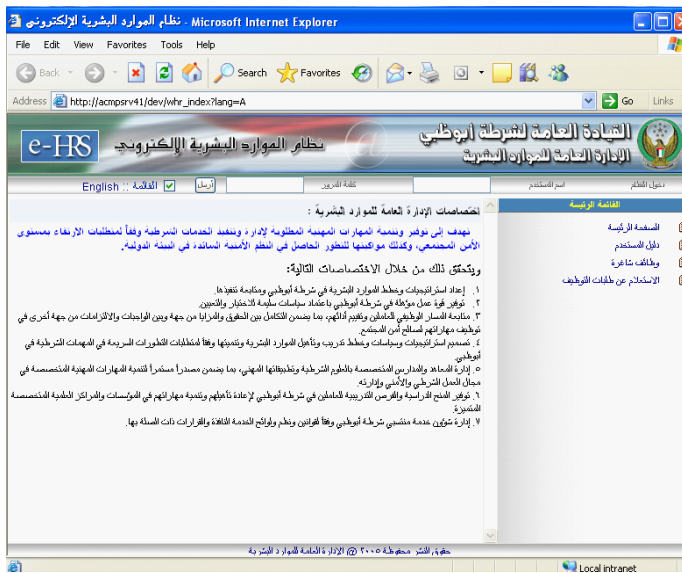 نظام الموارد البشرية الإلكتروني - Microsoft Internet Explorer
File Edit View Favorites Tools Help
Back Search Favorites
Address http://acmpsrv41/dev/whr_index?lang=A Go Links
القيادة العامة لشرطة أبوظبي
الإدارة العامة للموارد البشرية
نظام الموارد البشرية الإلكتروني
e-HRS
دخول النظام اسم المستخدم كلمة المرور أرسل القائمة :: English
القائمة الرئيسة
الصفحة الرئيسة
دليل المستخدم
وظائف شاغرة
الاستعلام عن طلبات التوظيف
اختصاصات الإدارة العامة للموارد البشرية :
تهدف إلى توفير وتنمية المهارات المهنية المطلوبة لإدارة وتنفيذ الخدمات الشرطية وفقاً لمتطلبات الارتقاء بمستوى
الأمن المجتمعي، وكذلك مواكبتها للتطور الحاصل في النظم الأمنية السائدة في البيئة الدولية.
ويتحقق ذلك من خلال الاختصاصات التالية:
١. إعداد استراتيجيات وخطط الموارد البشرية في شرطة أبوظبي ومتابعة تنفيذها.
٢. توفير قوة عمل مؤهلة في شرطة أبوظبي باعتماد سياسات سليمة للاختيار والتعيين.
٣. متابعة المسار الوظيفي للعاملين وتقييم أدائهم، بما يضمن التكامل بين الحقوق والمزايا من جهة وبين الواجبات والالتزامات من جهة أخرى في
توظيف مهاراتهم لصالح أمن المجتمع.
٤. تصميم استراتيجيات وسياسات وخطط تدريب وتأهيل الموارد البشرية وتنميتها وفقاً لمتطلبات التطورات السريعة في المهمات الشرطية في
أبوظبي.
٥. إدارة المعاهد والمدارس المتخصصة بالعلوم الشرطية وتطبيقاتها المهني، بما يضمن مصدراً مستمراً لتنمية المهارات المهنية المتخصصة في
مجال العمل الشرطي والأمني وإدارته.
٦. توفير المنح الدراسية والفرص التدريبية للعاملين في شرطة أبوظبي لإعادة تأهيلهم وتنمية مهاراتهم في المؤسسات والمراكز العلمية المتخصصة
المتميزة.
٧. إدارة شؤون خدمة منتسبي شرطة أبوظبي وفقاً لقوانين ونظم ولوائح الخدمة النافذة والقرارات ذات الصلة بها.
حقوق النشر محفوظة ٢٠٠٥ @ الإدارة العامة للموارد البشرية
Local intranet